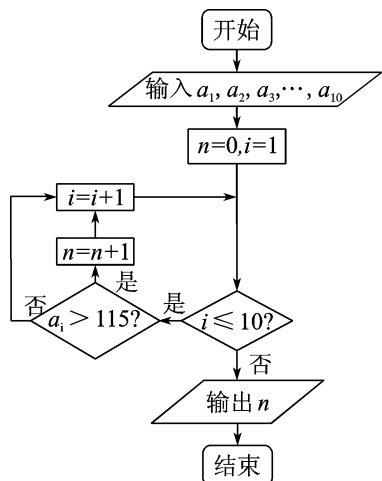 开始
输入 a₁, a₂, a₃,⋯, a₁₀
n=0,i=1
i=i+1
n=n+1
是
否
aᵢ > 115?
是
i ≤ 10?
否
输出 n
结束